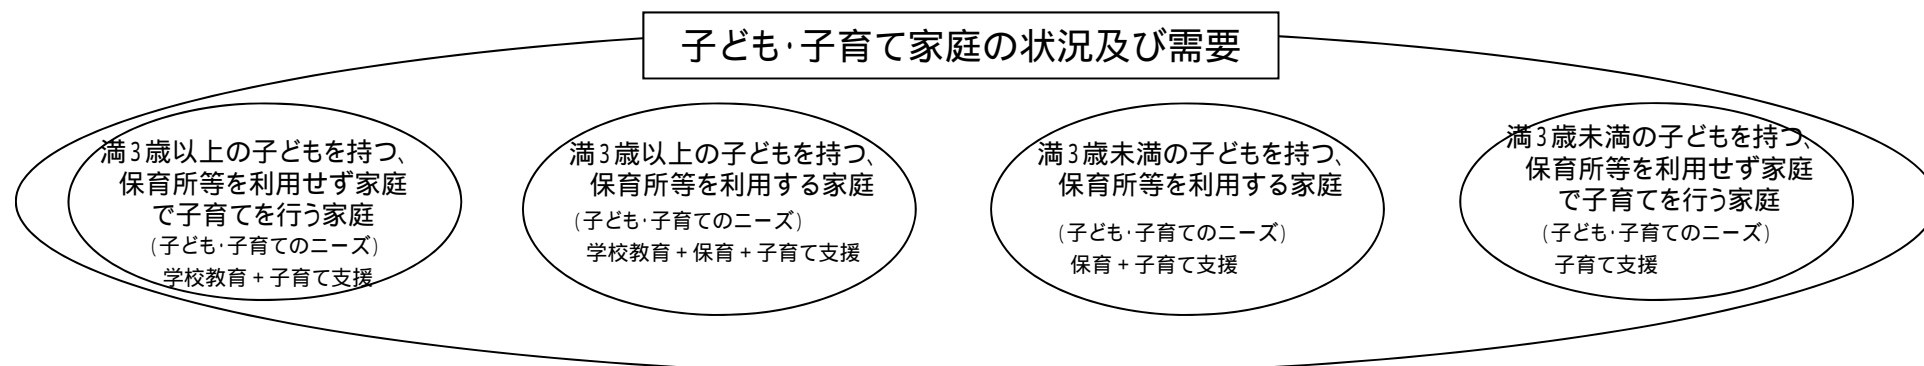 子ども・子育て家庭の状況及び需要
満3歳以上の子どもを持つ、
保育所等を利用せず家庭
で子育てを行う家庭
(子ども・子育てのニーズ)
学校教育+子育て支援
満3歳以上の子どもを持つ、
保育所等を利用する家庭
(子ども・子育てのニーズ)
学校教育+保育+子育て支援
満3歳未満の子どもを持つ、
保育所等を利用する家庭
(子ども・子育てのニーズ)
保育+子育て支援
満3歳未満の子どもを持つ、
保育所等を利用せず家庭
で子育てを行う家庭
(子ども・子育てのニーズ)
子育て支援